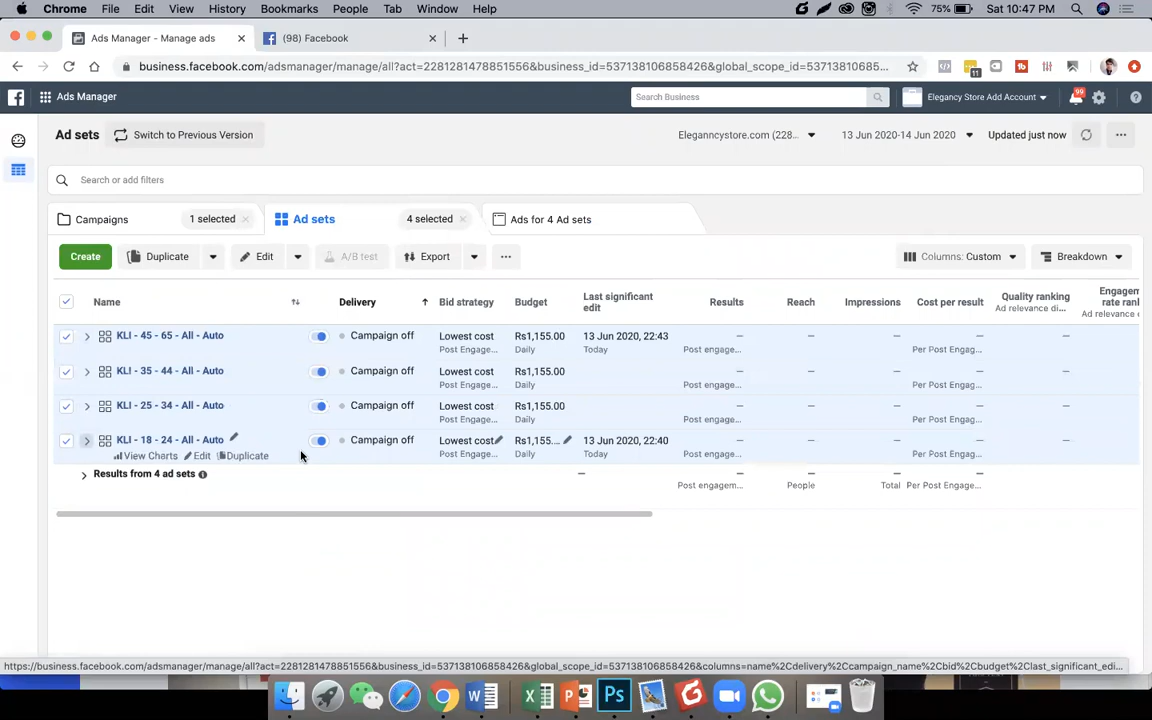 Chrome File Edit View History Bookmarks People Tab Window Help 75% Sat 10:47 PM
Ads Manager - Manage ads (98) Facebook
business.facebook.com/adsmanager/manage/all?act=2281281478851556&business_id=537138106858426&global_scope_id=5371381068 5...
11
Ads Manager Search Business Elegancy Store Add Account 99
Ad sets Switch to Previous Version Eleganncystore.com (228... 13 Jun 2020-14 Jun 2020 Updated just now
Search or add filters
Campaigns 1 selected Ad sets 4 selected Ads for 4 Ad sets
Create Duplicate Edit A/B test Export Columns: Custom Breakdown
Name Delivery Bid strategy Budget Last significant edit Results Reach Impressions Cost per result Quality ranking Ad relevance di... Engagem rate rank Ad relevance d
KLI - 45 - 65 - All - Auto Campaign off Lowest cost Rs1,155.00 13 Jun 2020, 22:43 — — — — — —
Post Engage... Daily Today Post engage... Per Post Engag...
KLI - 35 - 44 - All - Auto Campaign off Lowest cost Rs1,155.00 — — — — — —
Post Engage... Daily Post engage... Per Post Engag...
KLI - 25 - 34 - All - Auto Campaign off Lowest cost Rs1,155.00 — — — — — —
Post Engage... Daily Post engage... Per Post Engag...
KLI - 18 - 24 - All - Auto Campaign off Lowest cost Rs1,155.... 13 Jun 2020, 22:40 — — — — — —
View Charts Edit Duplicate Post Engage... Daily Today Post engage... Per Post Engag...
Results from 4 ad sets — — — — —
Post engagem... People Total Per Post Engage...
https://business.facebook.com/adsmanager/manage/all?act=2281281478851556&business_id=537138106858426&global_scope_id=537138106858426&columns=name%2Cdelivery%2Ccampaign_name%2Cbid%2Cbudget%2Clast_significant_edi...
W X P Ps